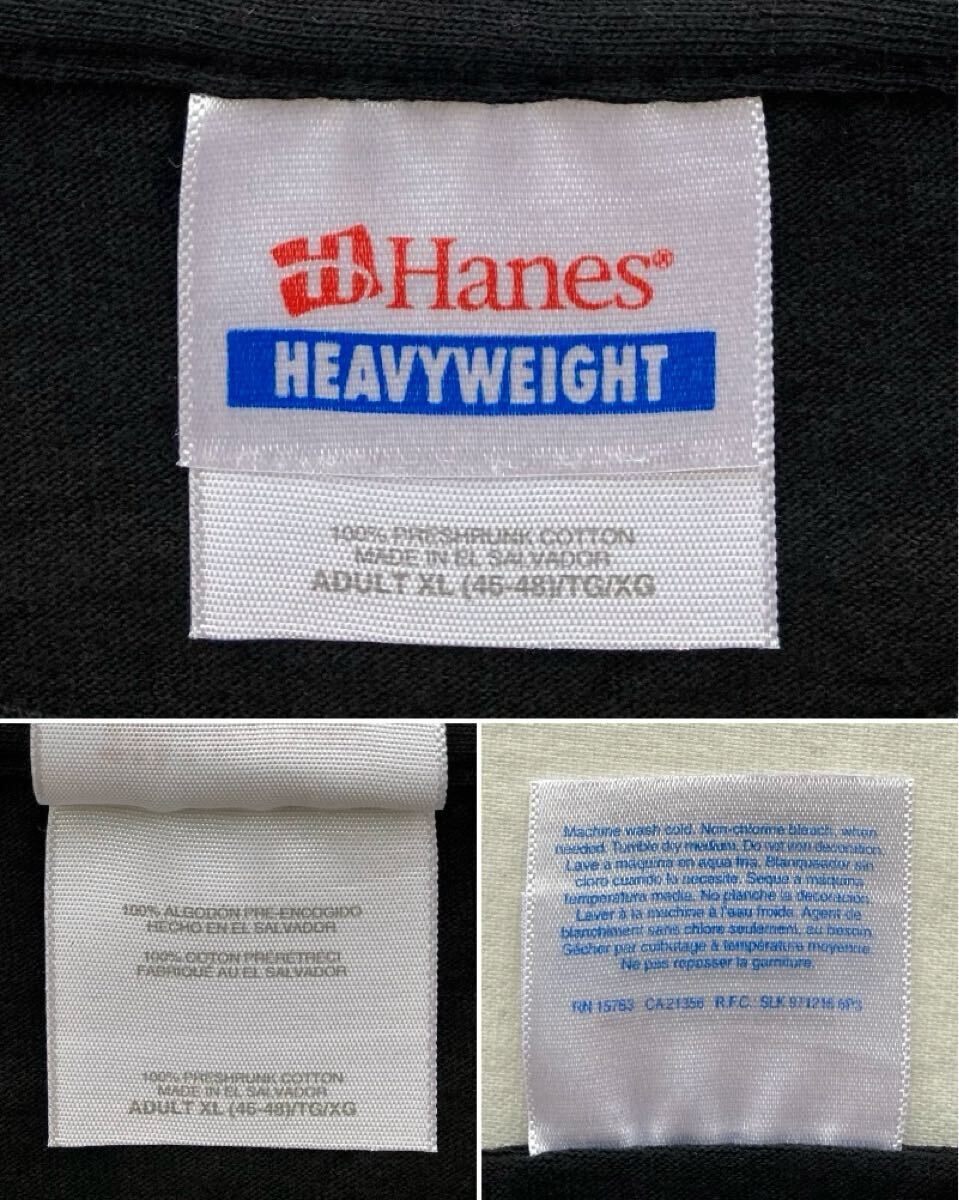 Hanes®
HEAVYWEIGHT
100% PRESHRUNK COTTON
MADE IN EL SALVADOR
ADULT XL (46-48)/TG/XG
100% ALGODON PRE-ENCOGIDO
HECHO EN EL SALVADOR
100% COTON PRERETRECI
FABRIQUÉ AU EL SALVADOR
100% PRESHRUNK COTTON
MADE IN EL SALVADOR
ADULT XL (46-48)/TG/XG
Machine wash cold. Non-chlorine bleach, when
needed. Tumble dry medium. Do not iron decoration.
Lave a maquina en aqua fria. Blanqueador sin
cloro cuando lo necesite. Seque a maquina
temperatura media. No planche la decoracion.
Laver à la machine à l'eau froide. Agent de
blanchiment sans chlore seulement, au besoin.
Sécher par culbutage à température moyenne.
Ne pas repasser la garniture.
RN 15763 CA21356 R.F.C. SLK 971216 6P3